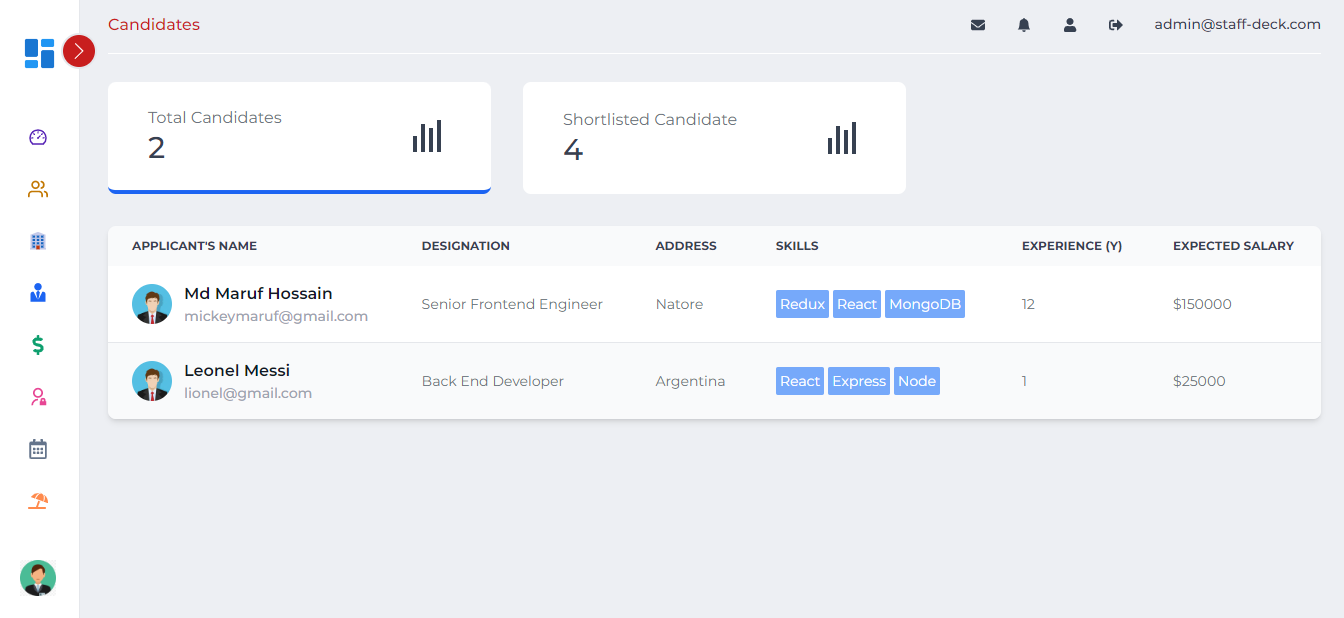 Candidates
admin@staff-deck.com
Total Candidates
2
Shortlisted Candidate
4
APPLICANT'S NAME DESIGNATION ADDRESS SKILLS EXPERIENCE (Y) EXPECTED SALARY
Md Maruf Hossain
mickeymaruf@gmail.com
Senior Frontend Engineer Natore Redux React MongoDB 12 $150000
Leonel Messi
lionel@gmail.com
Back End Developer Argentina React Express Node 1 $25000